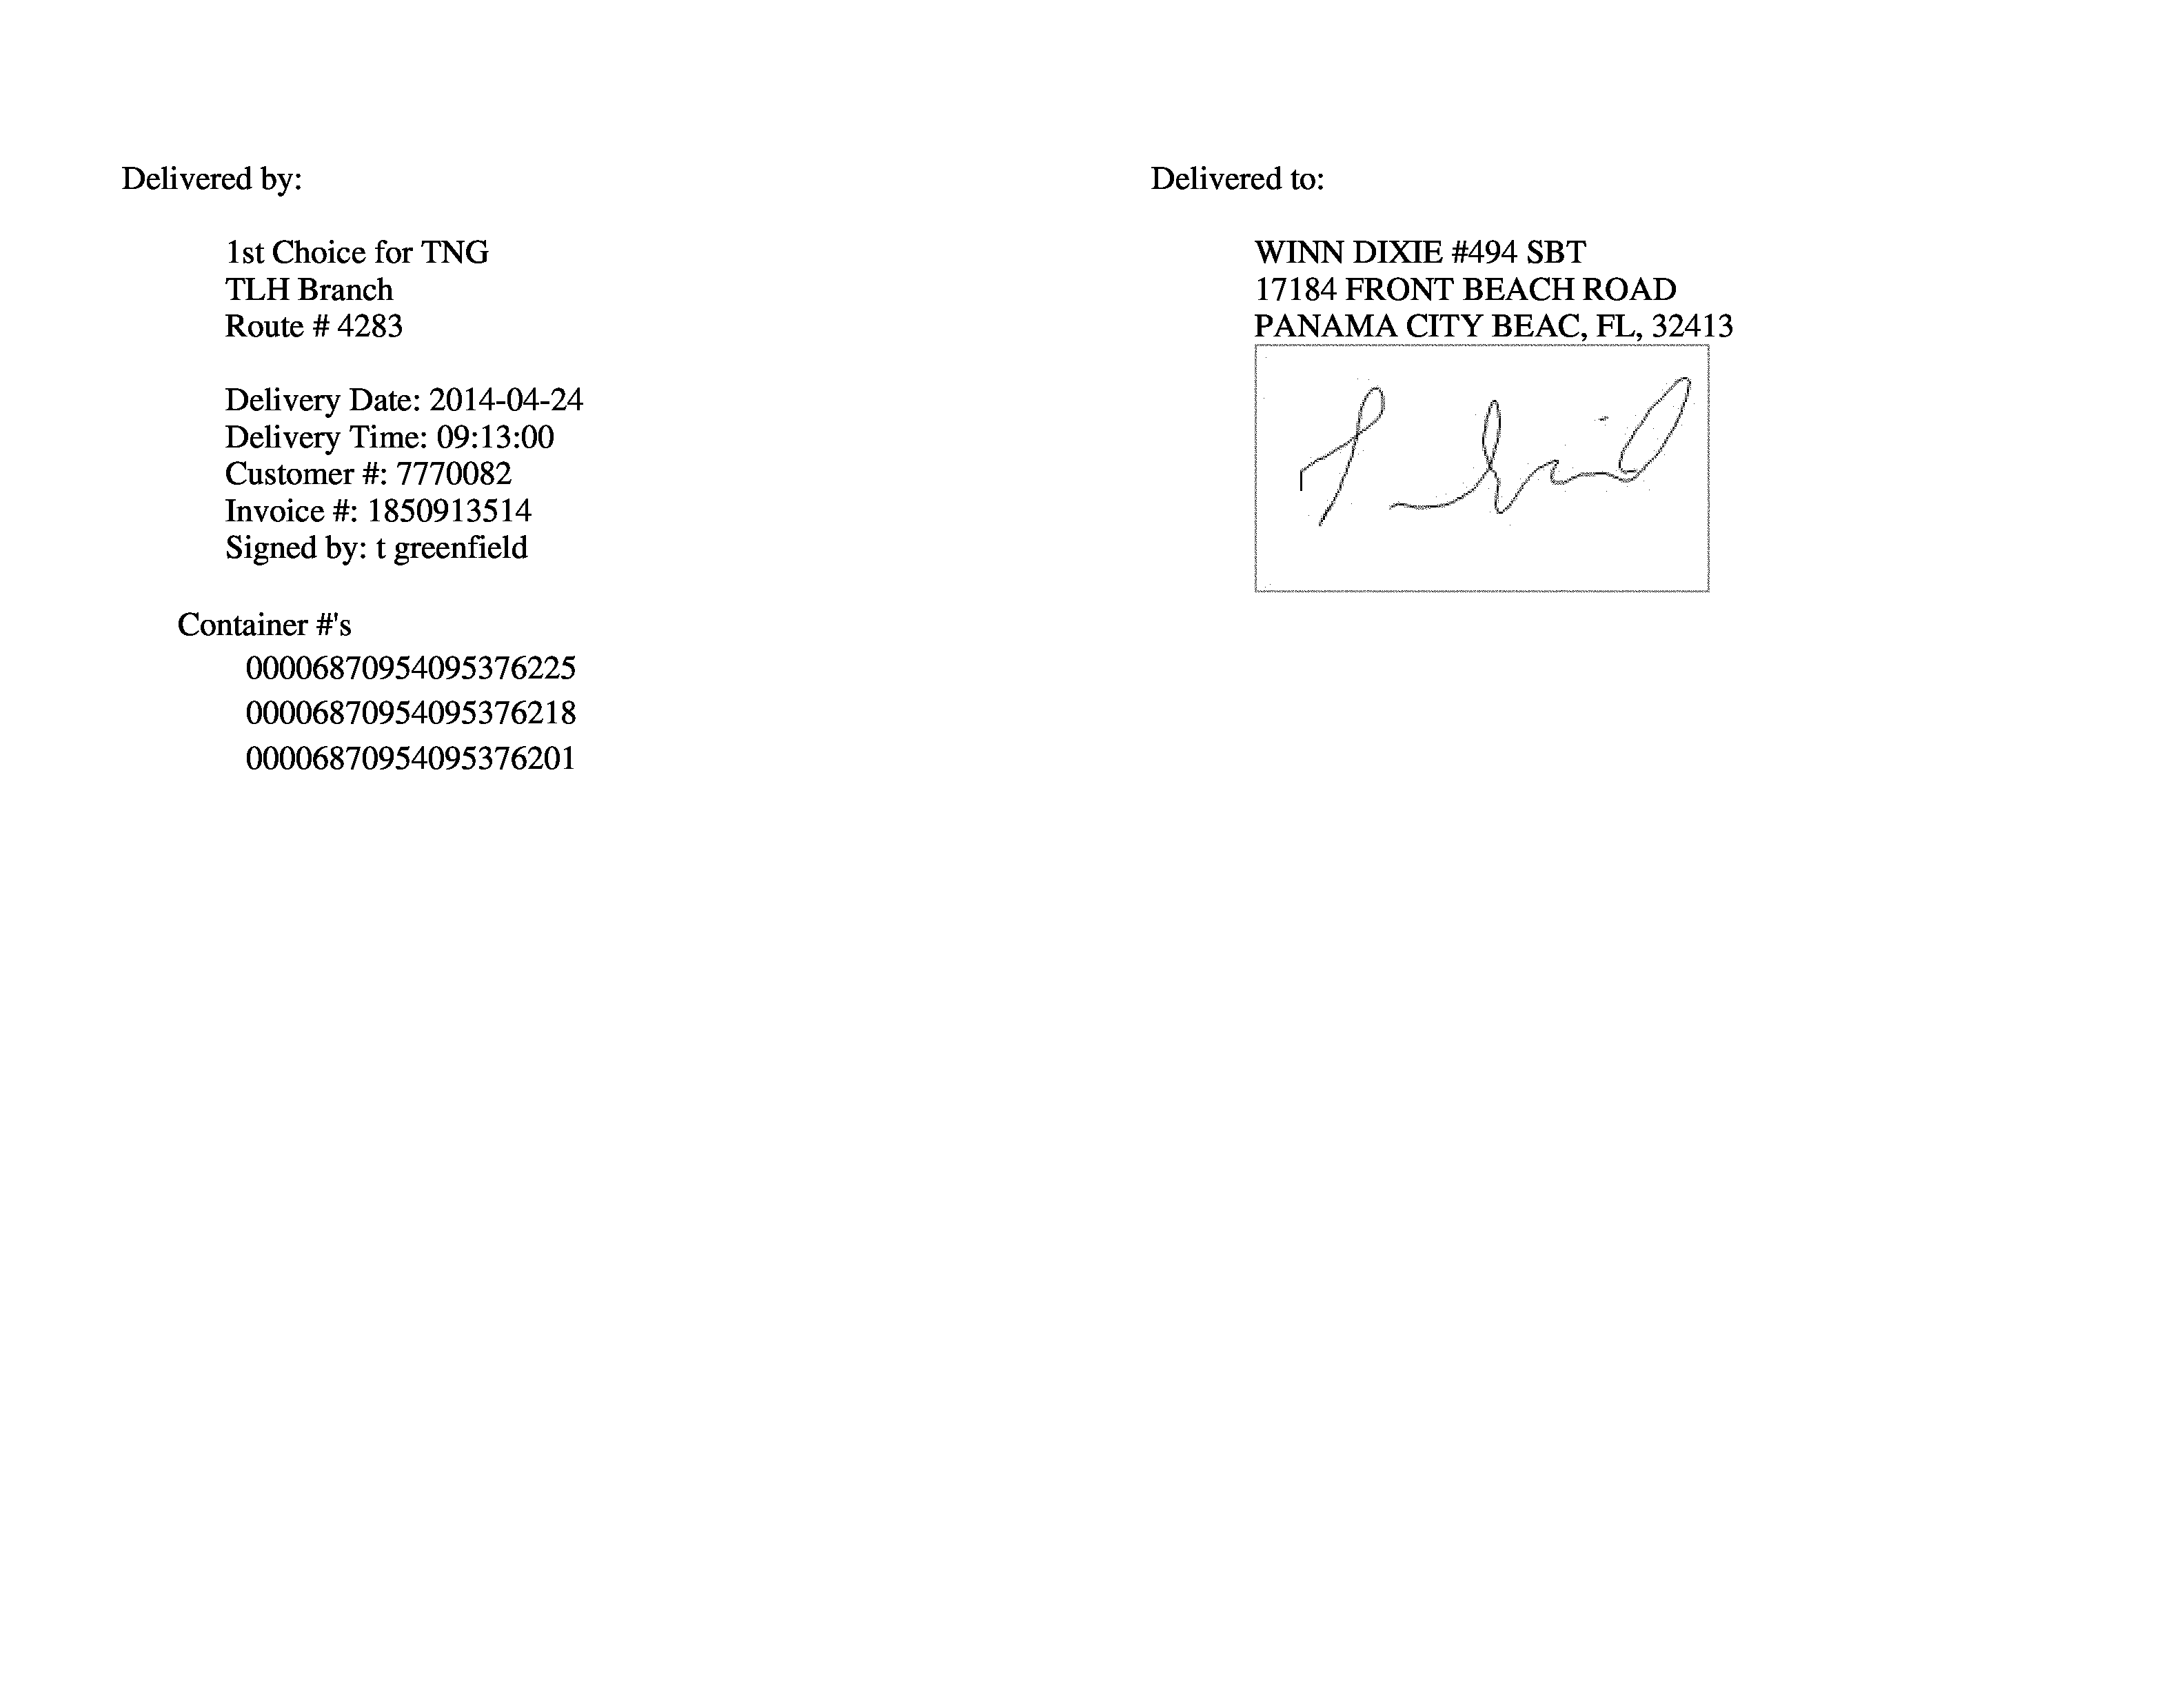 Delivered by:
1st Choice for TNG
TLH Branch
Route # 4283
Delivery Date: 2014-04-24
Delivery Time: 09:13:00
Customer #: 7770082
Invoice #: 1850913514
Signed by: t greenfield
Container #'s
00006870954095376225
00006870954095376218
00006870954095376201
Delivered to:
WINN DIXIE #494 SBT
17184 FRONT BEACH ROAD
PANAMA CITY BEAC, FL, 32413